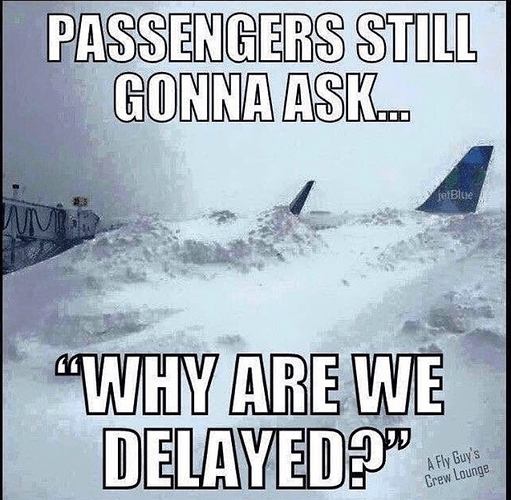 PASSENGERS STILL
GONNA ASK...
jetBlue
"WHY ARE WE
DELAYED?"
A Fly Guy's
Crew Lounge